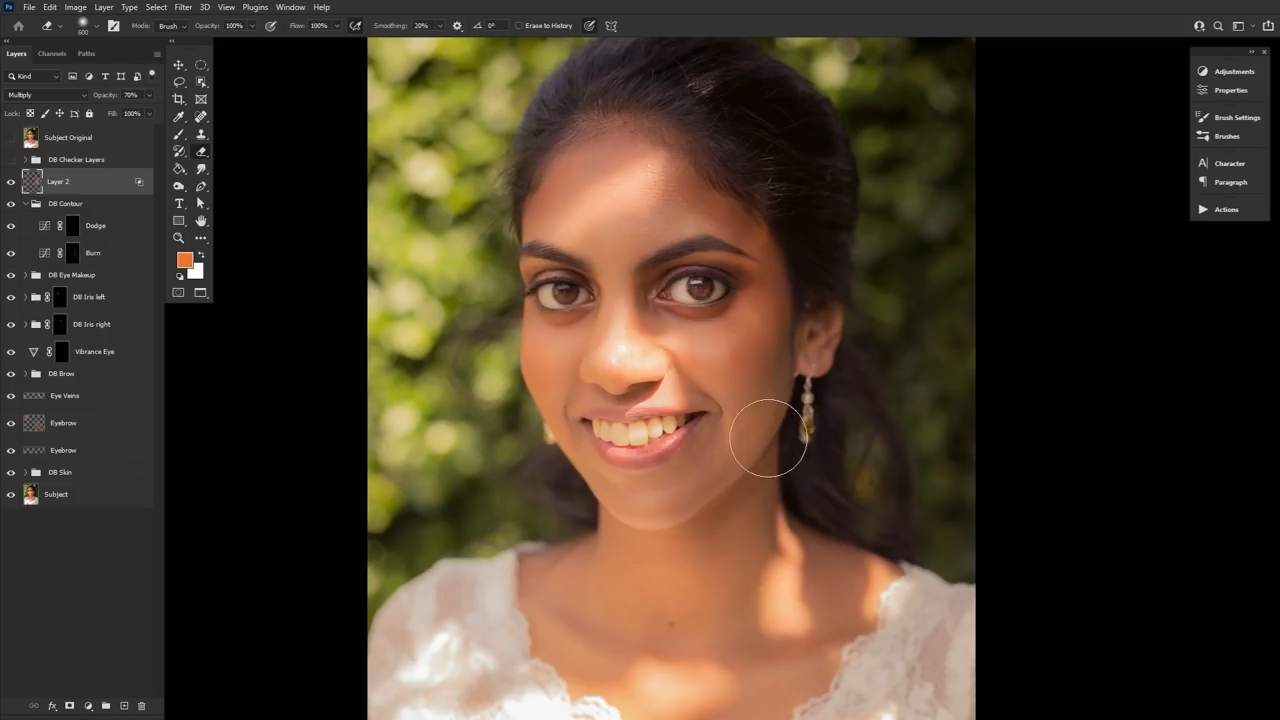 Ps File Edit Image Layer Type Select Filter 3D View Plugins Window Help
600 Mode: Brush Opacity: 100% Flow: 100% Smoothing: 20% 0° Erase to History
Layers Channels Paths
Kind
Multiply Opacity: 70%
Lock: Fill: 100%
Subject Original
DB Checker Layers
Layer 2
DB Contour
Dodge
Burn
DB Eye Makeup
DB Iris left
DB Iris right
Vibrance Eye
DB Brow
Eye Veins
Eyebrow
Eyebrow
DB Skin
Subject
fx
Adjustments
Properties
Brush Settings
Brushes
Character
Paragraph
Actions